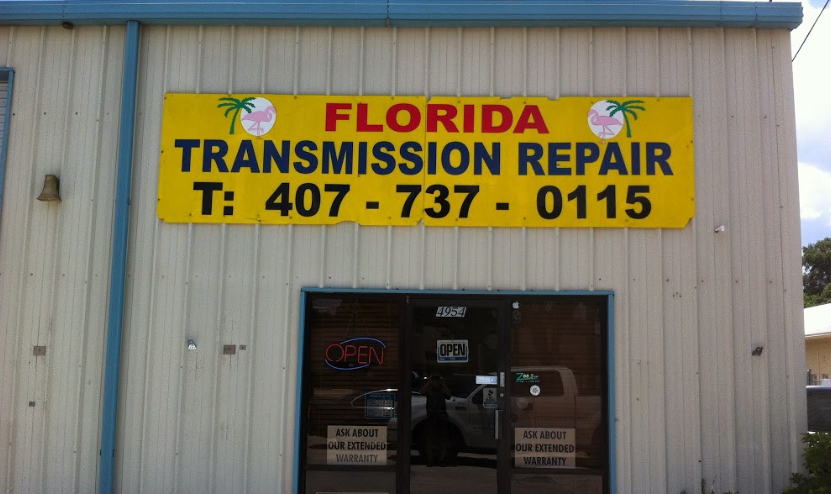 FLORIDA
TRANSMISSION REPAIR
T: 407 - 737 - 0115
4954
OPEN
OPEN
ASK ABOUT
OUR EXTENDED
WARRANTY
ASK ABOUT
OUR EXTENDED
WARRANTY